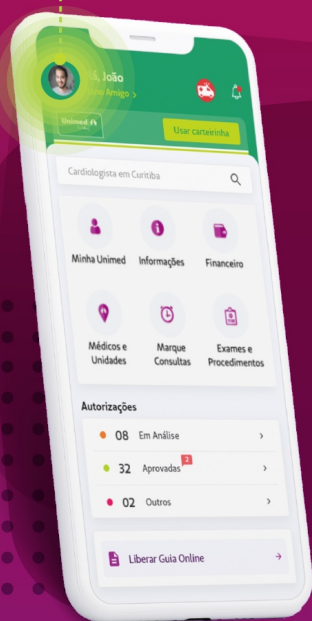 á, João
Amigo >
Unimed
Usar carteirinha
Cardiologista em Curitiba
Minha Unimed
Informações
Financeiro
Médicos e
Unidades
Marque
Consultas
Exames e
Procedimentos
Autorizações
08 Em Análise
32 Aprovadas 2
02 Outros
Liberar Guia Online